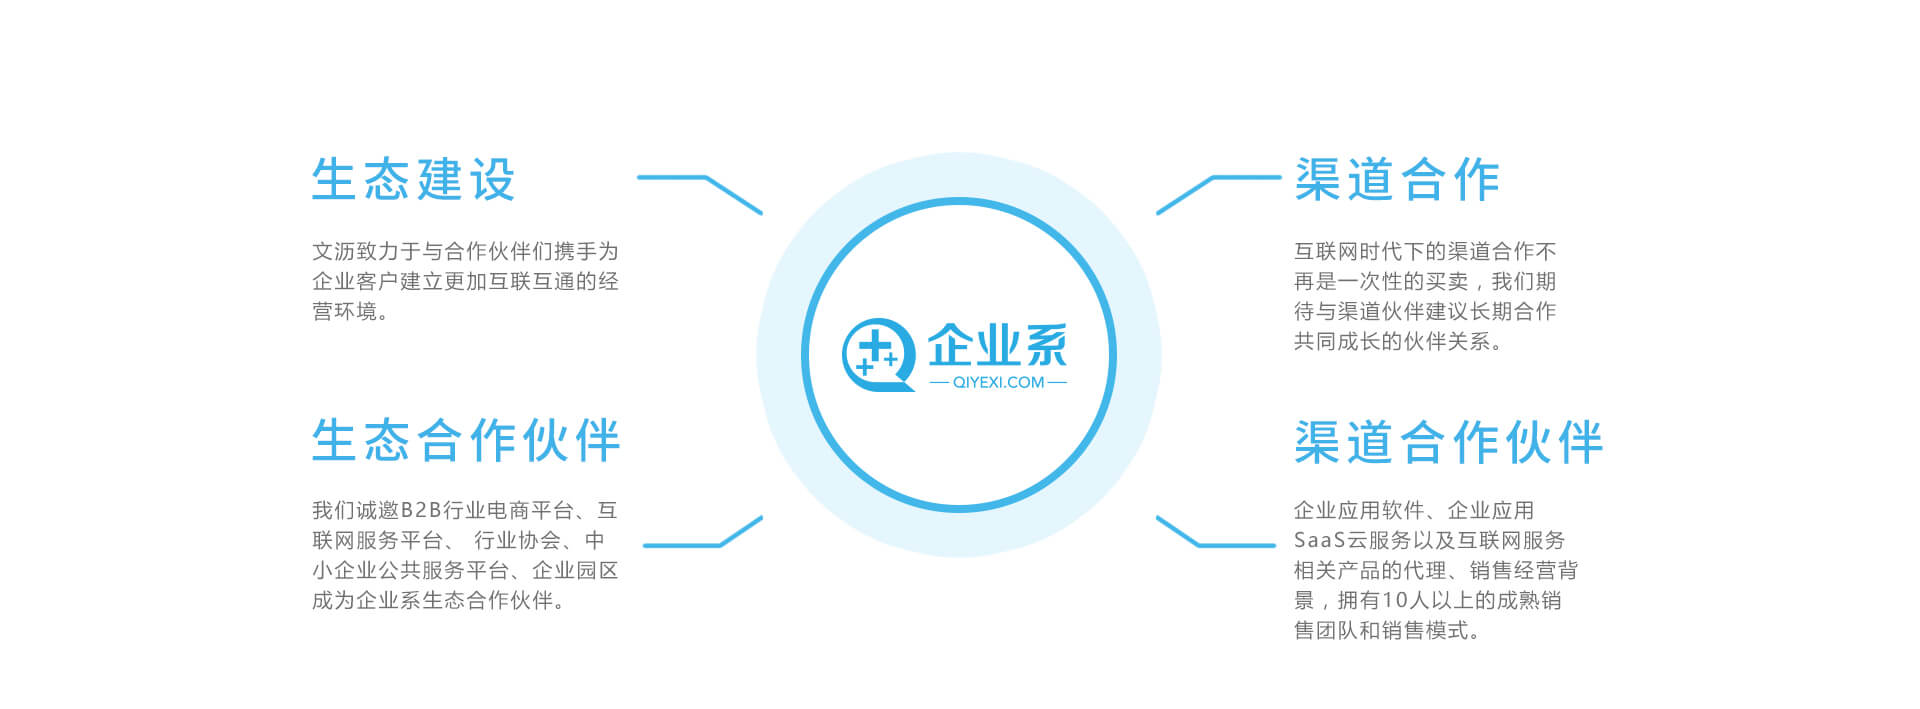 生态建设
文沥致力于与合作伙伴们携手为
企业客户建立更加互联互通的经
营环境。
生态合作伙伴
我们诚邀B2B行业电商平台、互
联网服务平台、 行业协会、中
小企业公共服务平台、企业园区
成为企业系生态合作伙伴。
企业系
QIYEXI.COM
渠道合作
互联网时代下的渠道合作不
再是一次性的买卖，我们期
待与渠道伙伴建议长期合作
共同成长的伙伴关系。
渠道合作伙伴
企业应用软件、企业应用
SaaS云服务以及互联网服务
相关产品的代理、销售经营背
景，拥有10人以上的成熟销
售团队和销售模式。